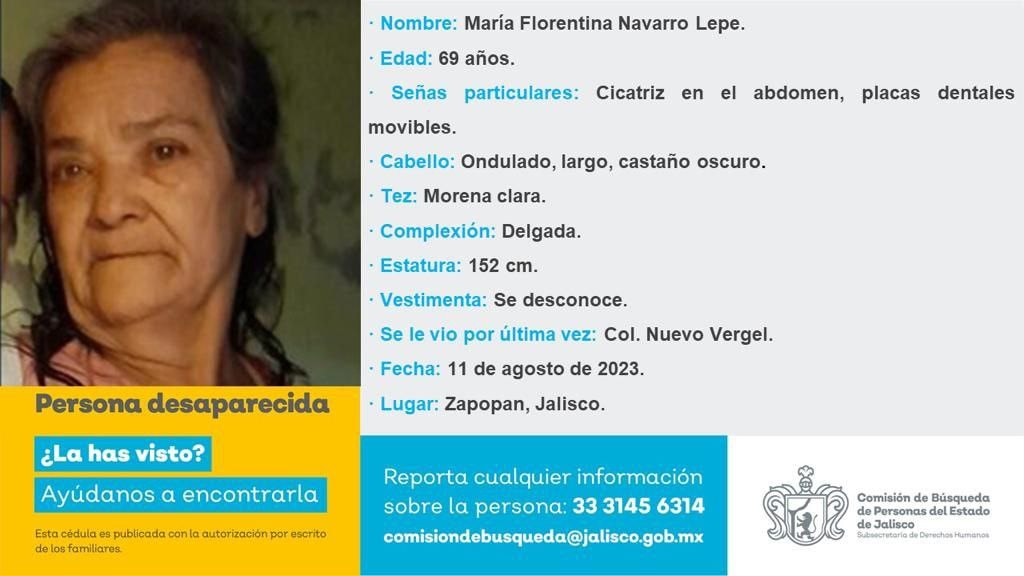 · Nombre: María Florentina Navarro Lepe.
· Edad: 69 años.
· Señas particulares: Cicatriz en el abdomen, placas dentales
movibles.
· Cabello: Ondulado, largo, castaño oscuro.
· Tez: Morena clara.
· Complexión: Delgada.
· Estatura: 152 cm.
· Vestimenta: Se desconoce.
· Se le vio por última vez: Col. Nuevo Vergel.
· Fecha: 11 de agosto de 2023.
· Lugar: Zapopan, Jalisco.
Persona desaparecida
¿La has visto?
Ayúdanos a encontrarla
Esta cédula es publicada con la autorización por escrito
de los familiares.
Reporta cualquier información
sobre la persona: 33 3145 6314
comisiondebusqueda@jalisco.gob.mx
Comisión de Búsqueda
de Personas del Estado
de Jalisco
Subsecretaría de Derechos Humanos